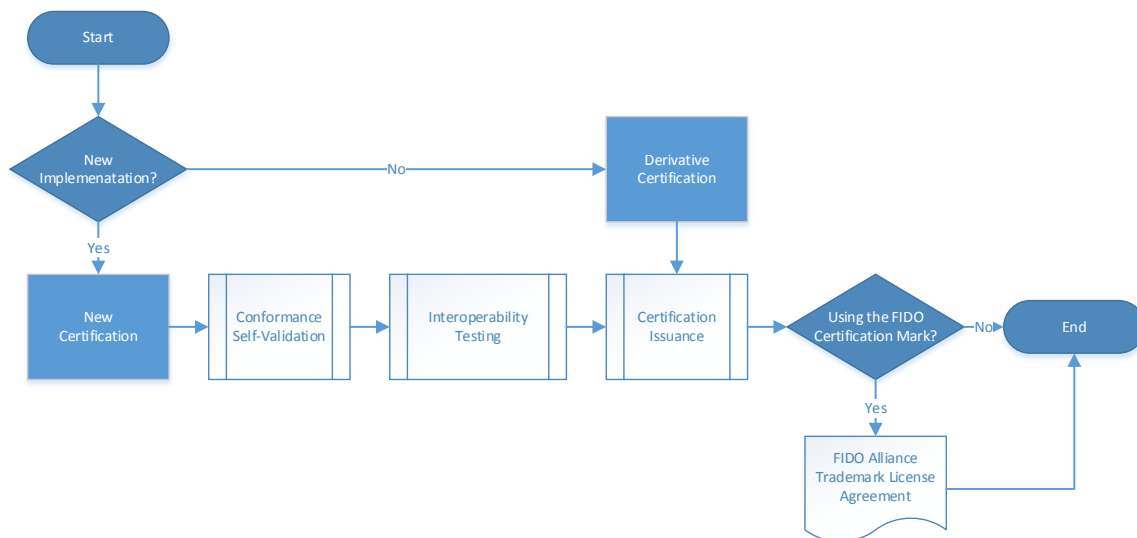 Start
New
Implemenatation?
No
Derivative
Certification
Yes
New
Certification
Conformance
Self-Validation
Interoperability
Testing
Certification
Issuance
Using the FIDO
Certification Mark?
No
End
Yes
FIDO Alliance
Trademark License
Agreement